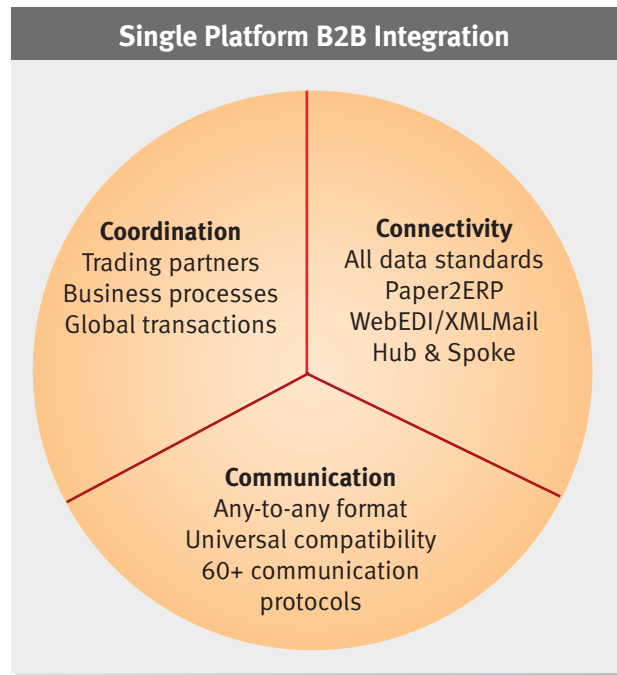 Single Platform B2B Integration
Coordination
Trading partners
Business processes
Global transactions
Connectivity
All data standards
Paper2ERP
WebEDI/XMLMail
Hub & Spoke
Communication
Any-to-any format
Universal compatibility
60+ communication
protocols